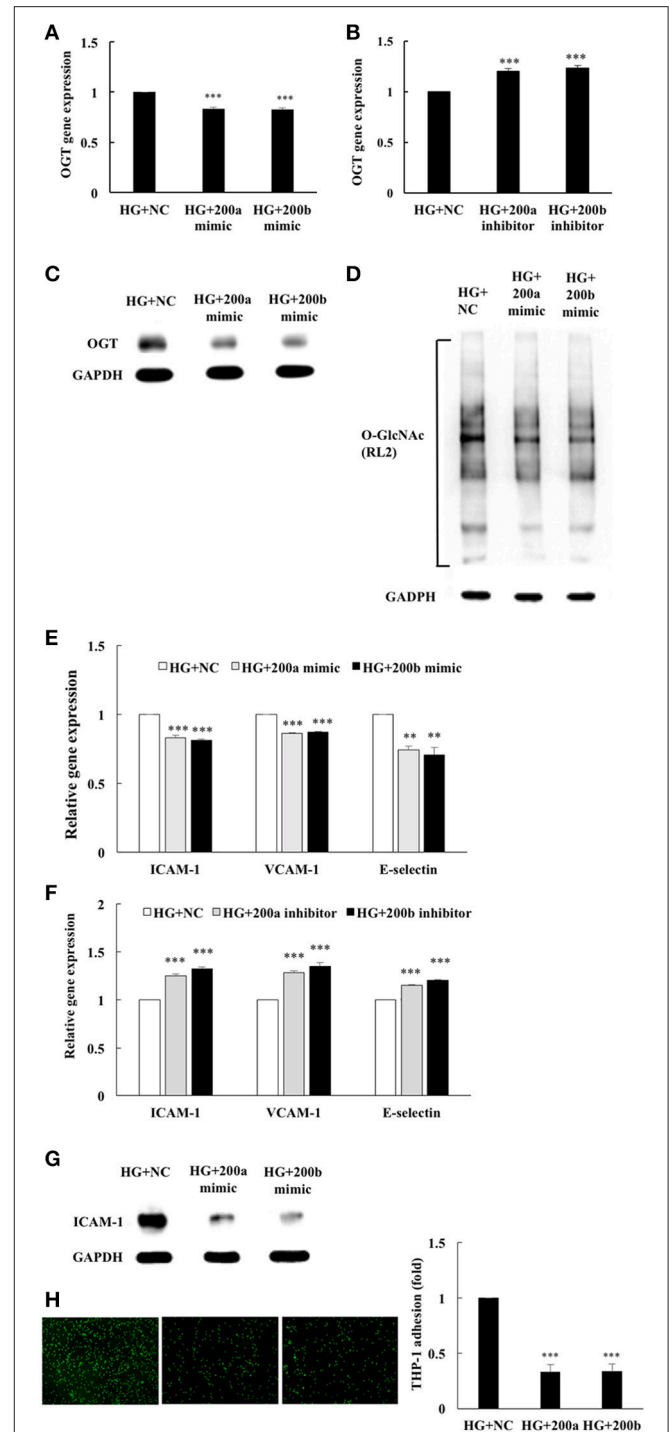 A
OGT gene expression
1.5
1
0.5
0
*** ***
HG+NC HG+200a mimic HG+200b mimic
B
OGT gene expression
1.5
1
0.5
0
*** ***
HG+NC HG+200a inhibitor HG+200b inhibitor
C
HG+NC HG+200a mimic HG+200b mimic
OGT
GAPDH
D
HG+ NC HG+ 200a mimic HG+ 200b mimic
O-GlcNAc
(RL2)
GADPH
E
Relative gene expression
1.5
1
0.5
0
HG+NC HG+200a mimic HG+200b mimic
*** *** *** *** ** **
ICAM-1 VCAM-1 E-selectin
F
Relative gene expression
2
1.5
1
0.5
0
HG+NC HG+200a inhibitor HG+200b inhibitor
*** *** *** *** *** ***
ICAM-1 VCAM-1 E-selectin
G
HG+NC HG+200a mimic HG+200b mimic
ICAM-1
GAPDH
H
THP-1 adhesion (fold)
1.5
1
0.5
0
*** ***
HG+NC HG+200a HG+200b